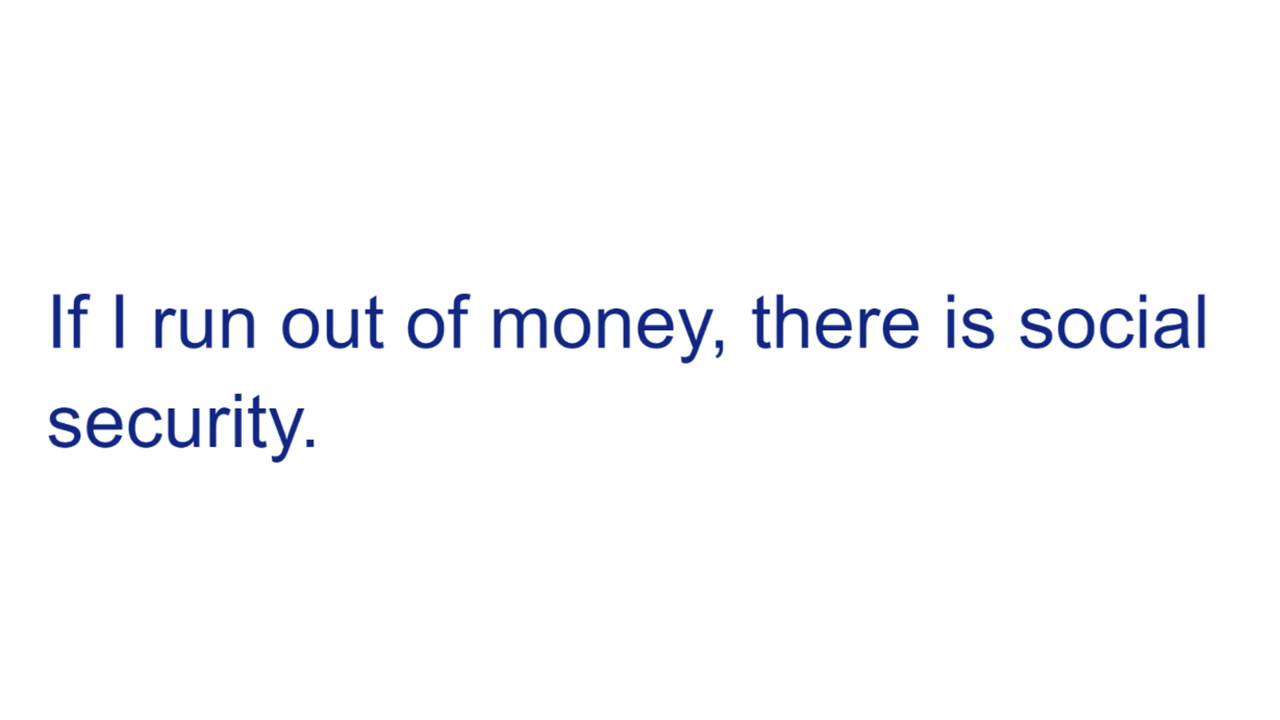 If I run out of money, there is social
security.